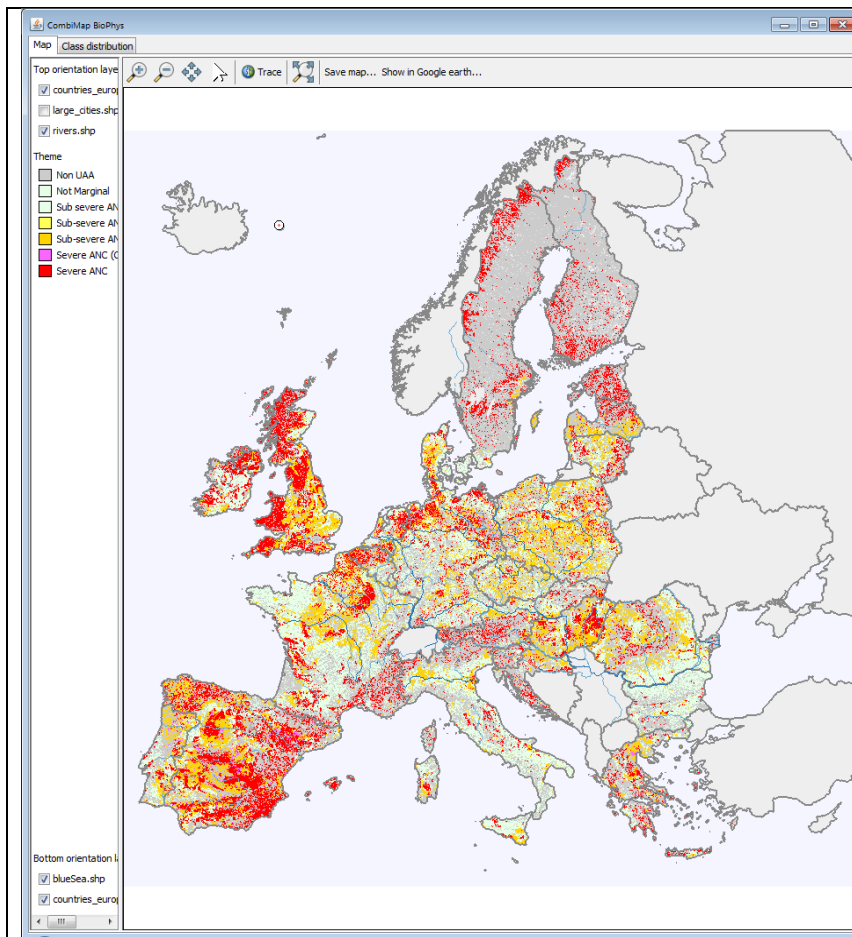 CombiMap BioPhys
Map
Class distribution
Top orientation laye
Trace
Save map... Show in Google earth...
countries_europ
large_cities.shp
rivers.shp
Theme
Non UAA
Not Marginal
Sub severe AN
Sub-severe AN
Sub-severe AN
Severe ANC (C
Severe ANC
Bottom orientation la
blueSea.shp
countries_europ